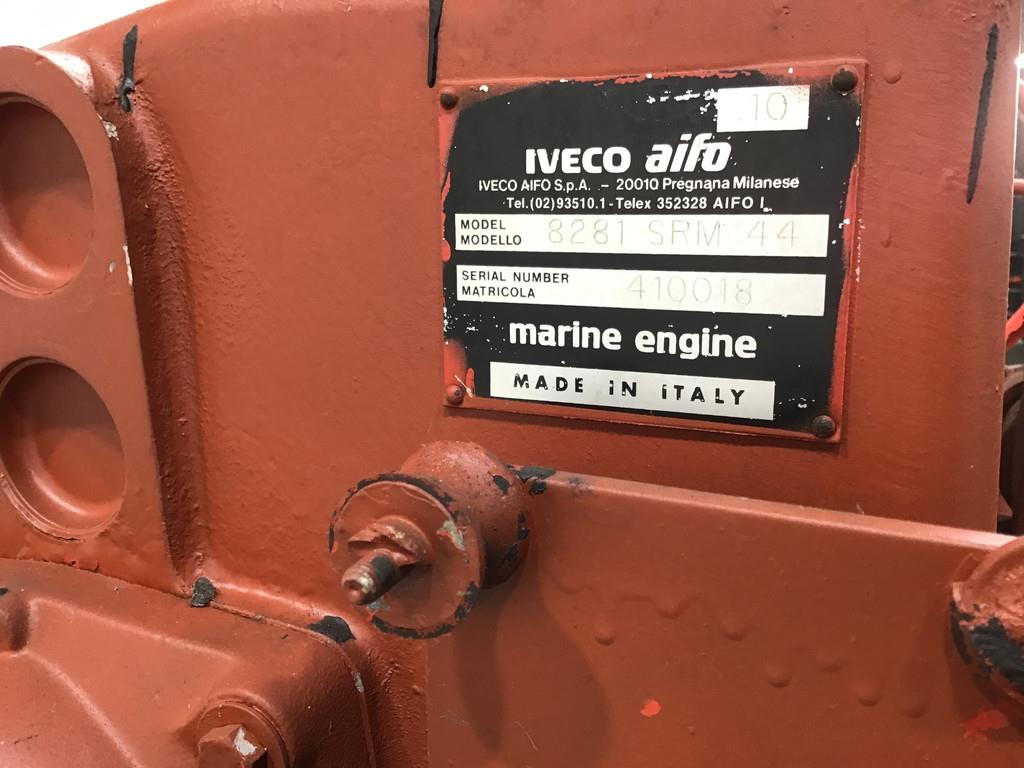 .10
IVECO aifo
IVECO AIFO S.p.A. - 20010 Pregnana Milanese
Tel.(02)93510.1 - Telex 352328 AIFO I
MODEL
MODELLO 8281 SRM 44
SERIAL NUMBER
MATRICOLA 410018
marine engine
MADE iN iTALY